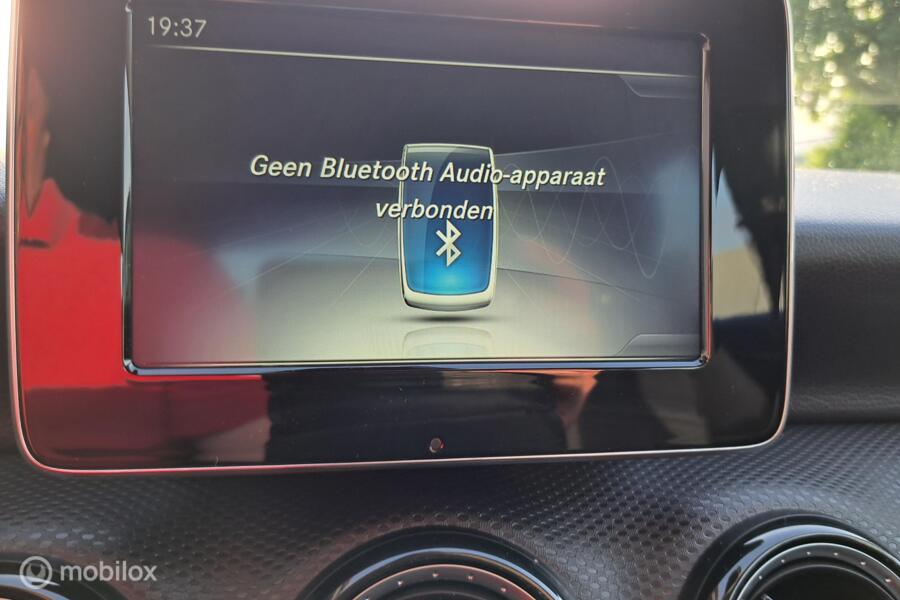 19:37
Geen Bluetooth Audio-apparaat
verbonden
mobilox